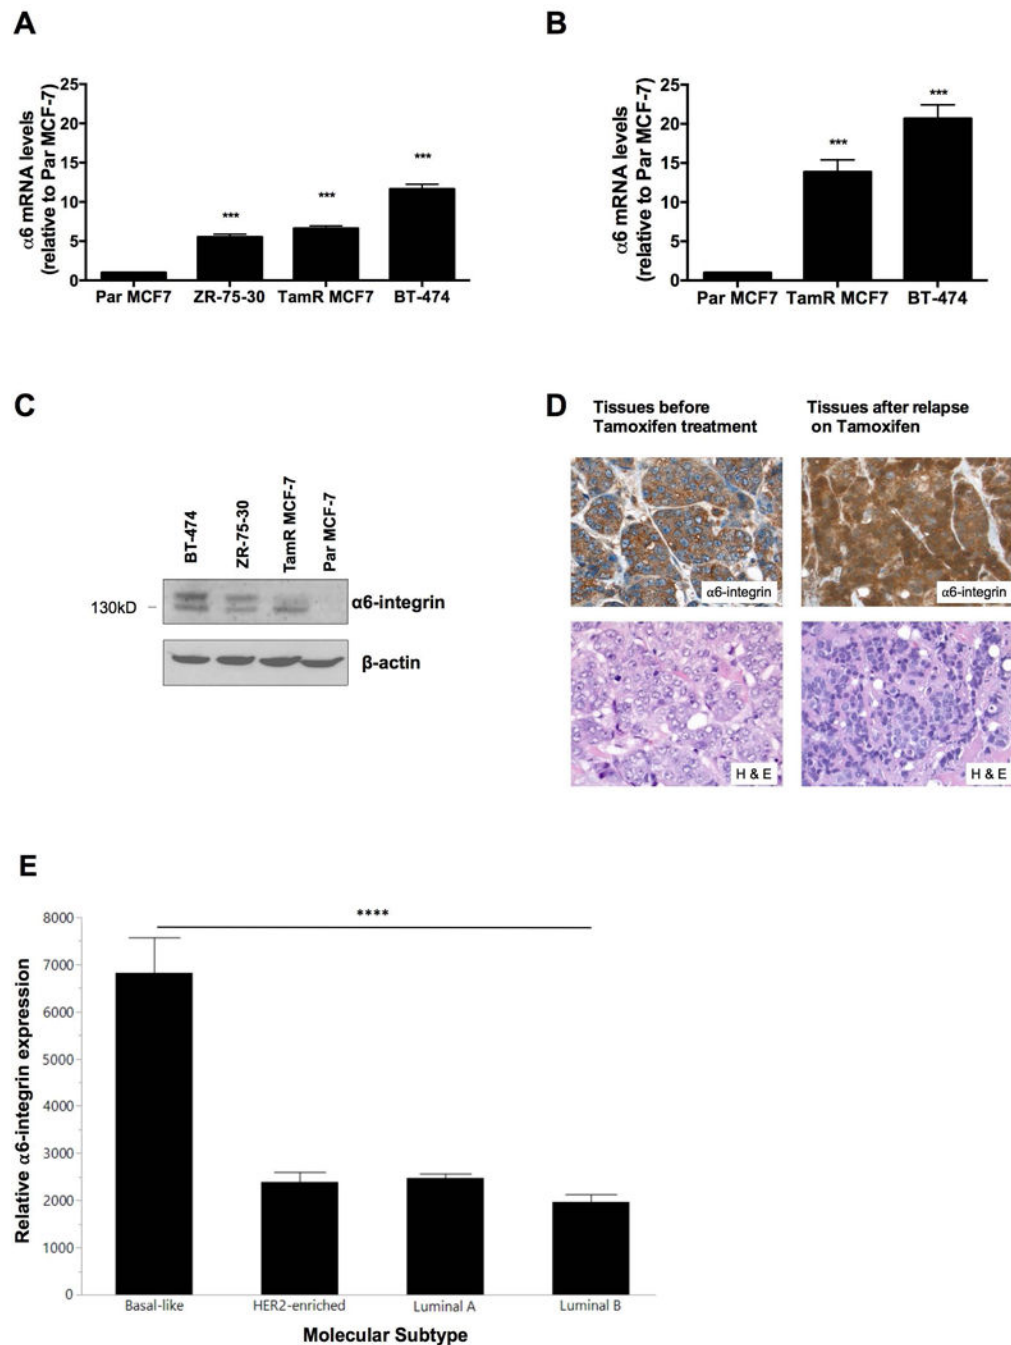 A
α6 mRNA levels
(relative to Par MCF-7)
25
20
15
10
5
0
***
***
***
Par MCF7 ZR-75-30 TamR MCF7 BT-474
B
α6 mRNA levels
(relative to Par MCF-7)
25
20
15
10
5
0
***
***
Par MCF7 TamR MCF7 BT-474
C
BT-474
ZR-75-30
TamR MCF-7
Par MCF-7
130kD
α6-integrin
β-actin
D
Tissues before
Tamoxifen treatment
Tissues after relapse
on Tamoxifen
α6-integrin
α6-integrin
H & E
H & E
E
Relative α6-integrin expression
8000
7000
6000
5000
4000
3000
2000
1000
0
****
Basal-like HER2-enriched Luminal A Luminal B
Molecular Subtype